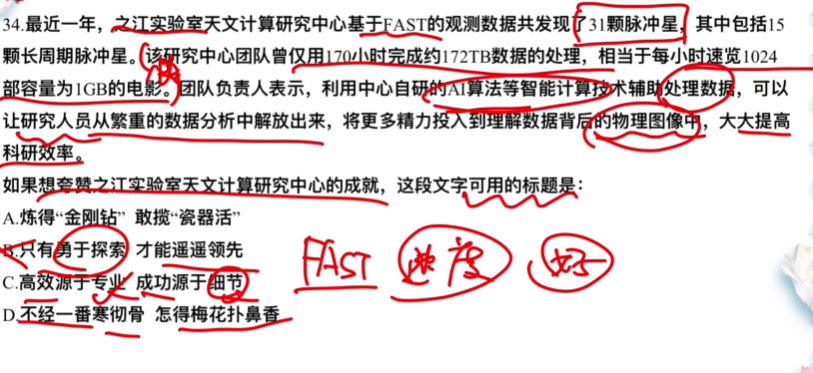 34.最近一年，之江实验室天文计算研究中心基于FAST的观测数据共发现了31颗脉冲星，其中包括15
颗长周期脉冲星。该研究中心团队曾仅用170小时完成约172TB数据的处理，相当于每小时速览1024
部容量为1GB的电影。团队负责人表示，利用中心自研的AI算法等智能计算技术辅助处理数据，可以
让研究人员从繁重的数据分析中解放出来，将更多精力投入到理解数据背后的物理图像中，大大提高
科研效率。
如果想夸赞之江实验室天文计算研究中心的成就，这段文字可用的标题是：
A.炼得“金刚钻” 敢揽“瓷器活”
B.只有勇于探索 才能遥遥领先
FAST 速度 好
C.高效源于专业 成功源于细节
D.不经一番寒彻骨 怎得梅花扑鼻香